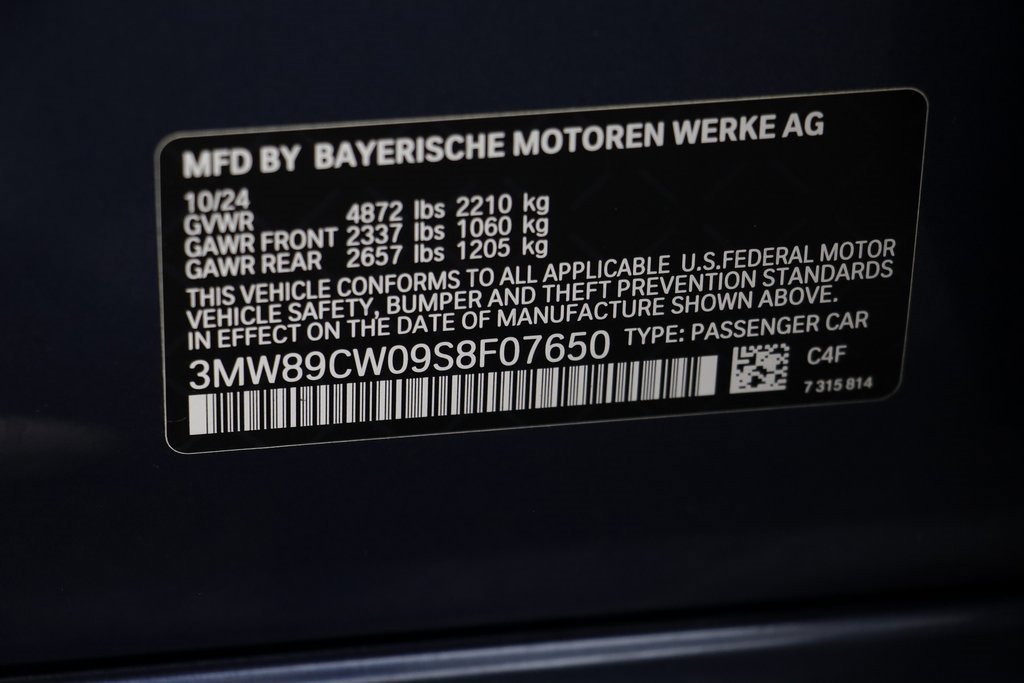 MFD BY BAYERISCHE MOTOREN WERKE AG
10/24
GVWR 4872 lbs 2210 kg
GAWR FRONT 2337 lbs 1060 kg
GAWR REAR 2657 lbs 1205 kg
THIS VEHICLE CONFORMS TO ALL APPLICABLE U.S.FEDERAL MOTOR
VEHICLE SAFETY, BUMPER AND THEFT PREVENTION STANDARDS
IN EFFECT ON THE DATE OF MANUFACTURE SHOWN ABOVE.
3MW89CW09S8F07650 TYPE: PASSENGER CAR
C4F
7 315 814